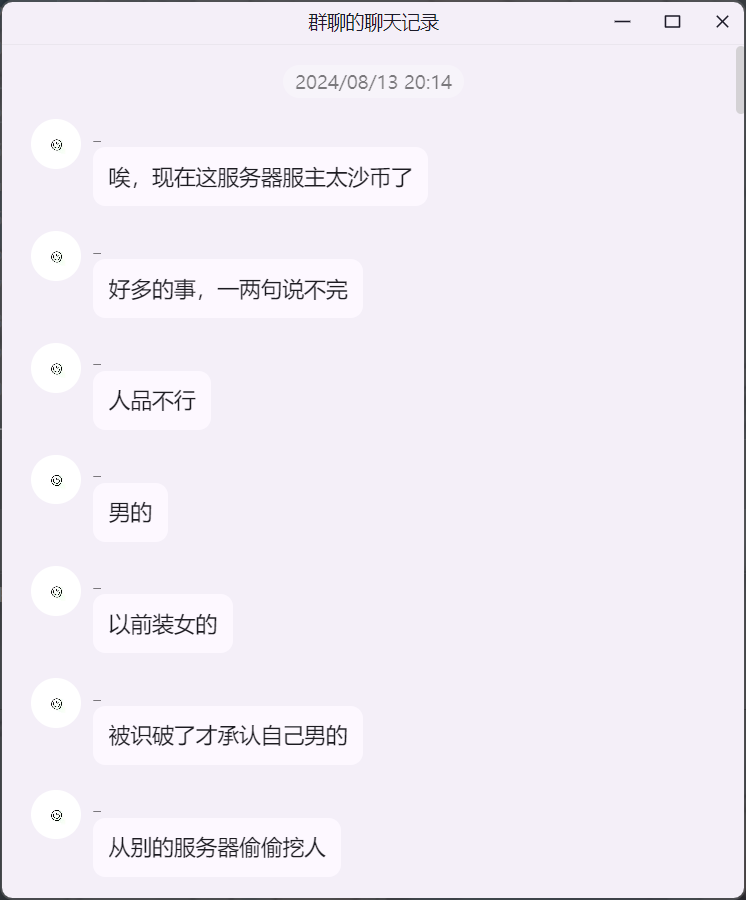 群聊的聊天记录
2024/08/13 20:14
_
唉，现在这服务器服主太沙币了
_
好多的事，一两句说不完
_
人品不行
_
男的
_
以前装女的
_
被识破了才承认自己男的
_
从别的服务器偷偷挖人